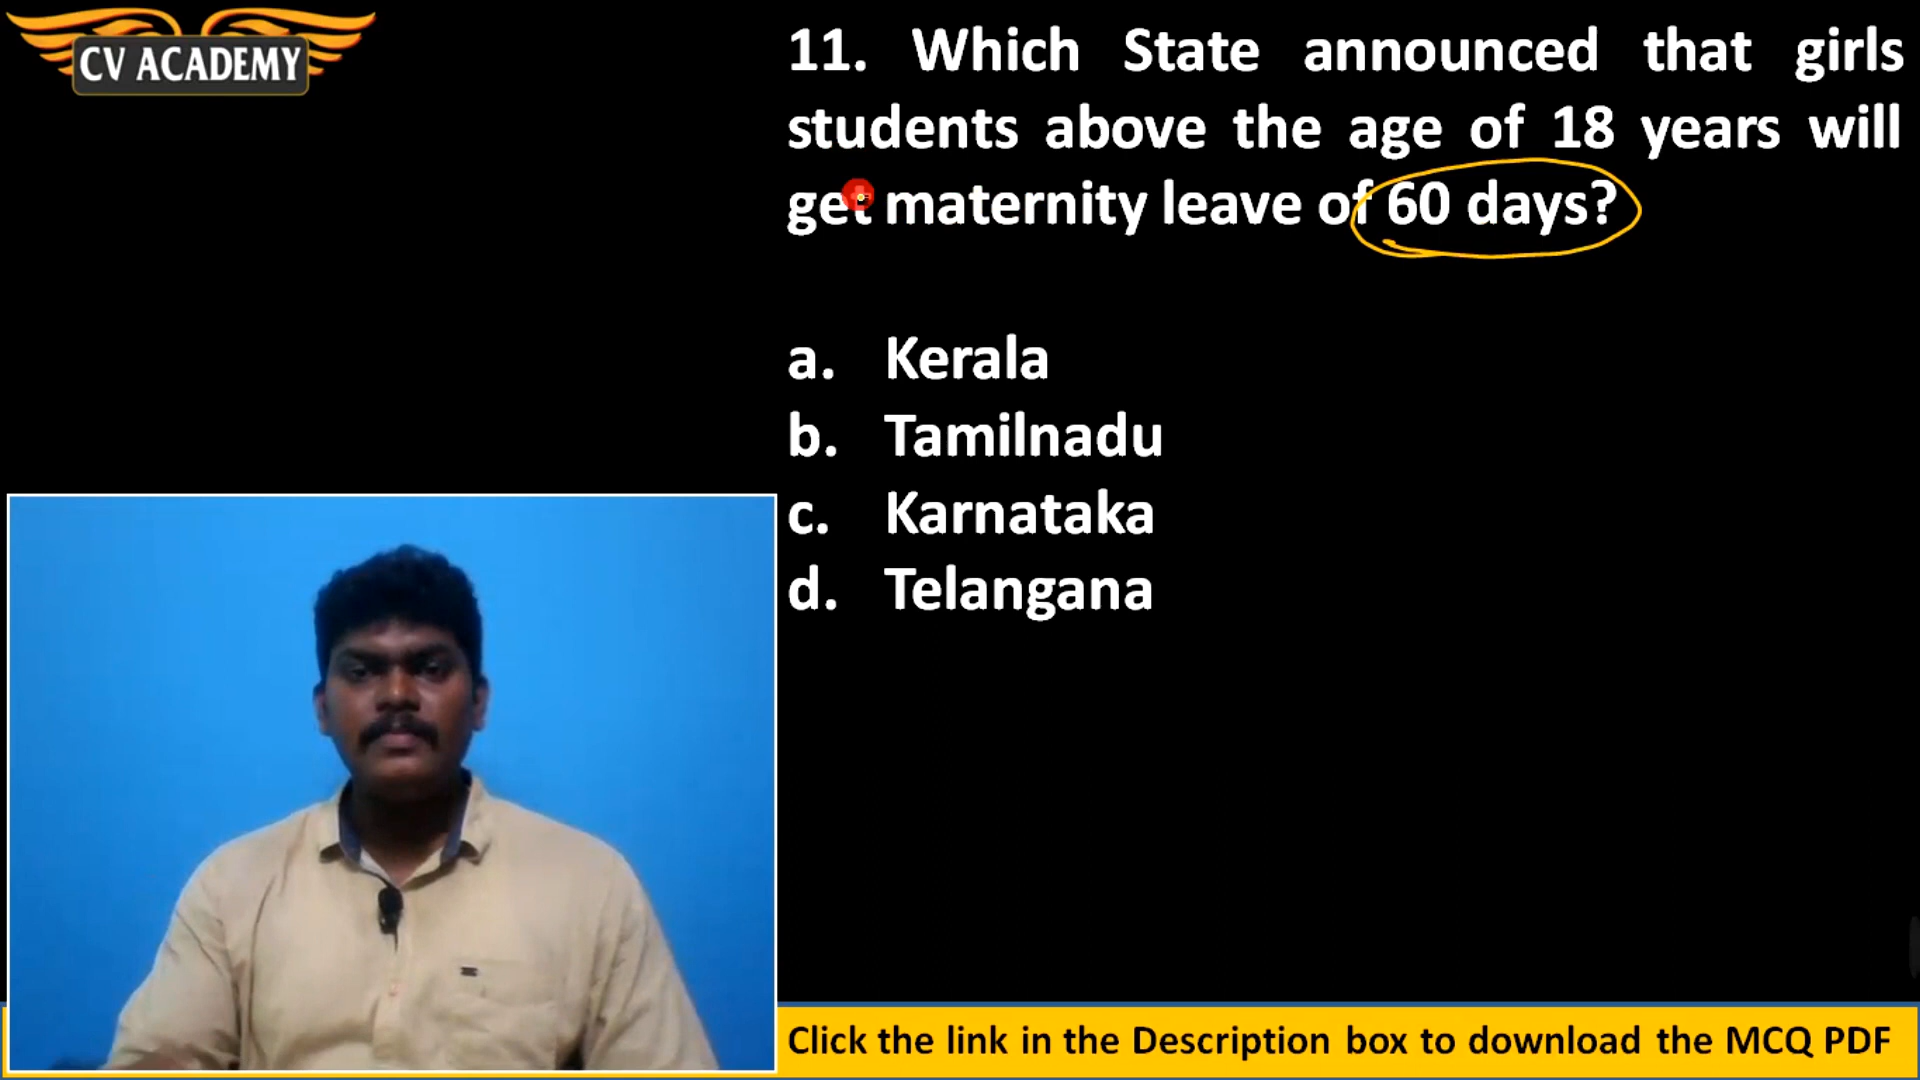 CV ACADEMY
11. Which State announced that girls
students above the age of 18 years will
get maternity leave of 60 days?
a. Kerala
b. Tamilnadu
c. Karnataka
d. Telangana
Click the link in the Description box to download the MCQ PDF